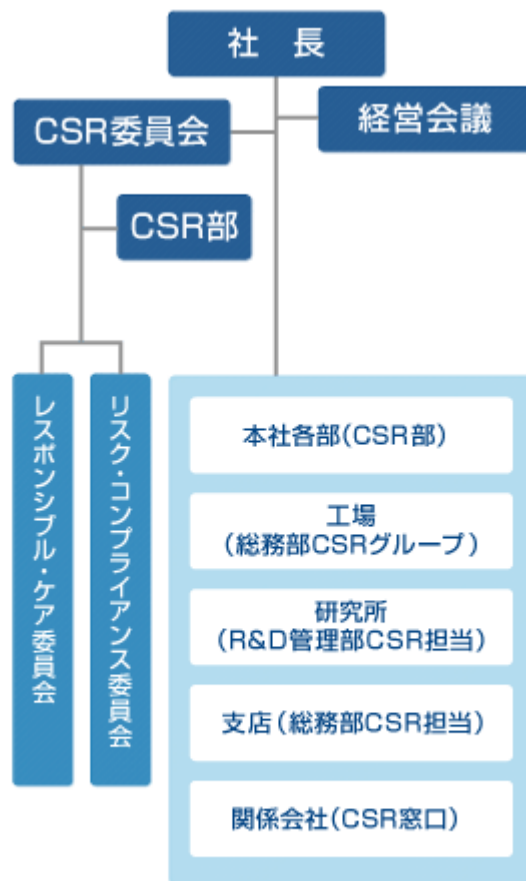 社　長
経営会議
CSR委員会
CSR部
レスポンシブル・ケア委員会
リスク・コンプライアンス委員会
本社各部(CSR部)
工場
(総務部CSRグループ)
研究所
(R&D管理部CSR担当)
支店(総務部CSR担当)
関係会社(CSR窓口)